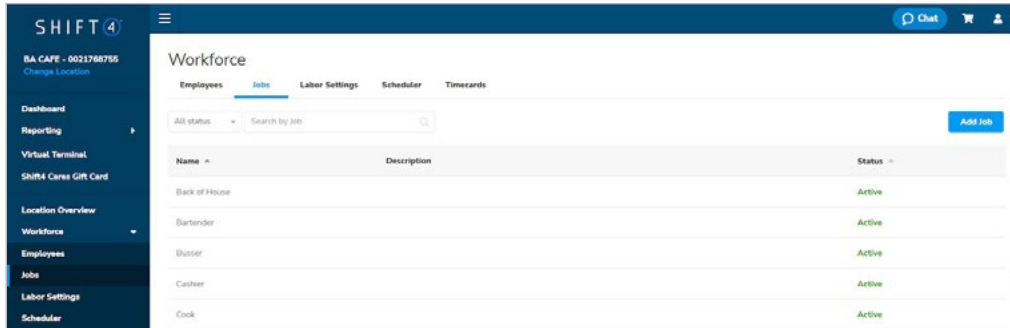 SHIFT4
Chat
BA CAFE - 0021768755
Change Location
Dashboard
Reporting
Virtual Terminal
Shift4 Cares Gift Card
Location Overview
Workforce
Employees
Jobs
Labor Settings
Scheduler
Workforce
Employees Jobs Labor Settings Scheduler Timecards
All status Search by Job
Add Job
Name Description Status
Back of House Active
Bartender Active
Busser Active
Cashier Active
Cook Active